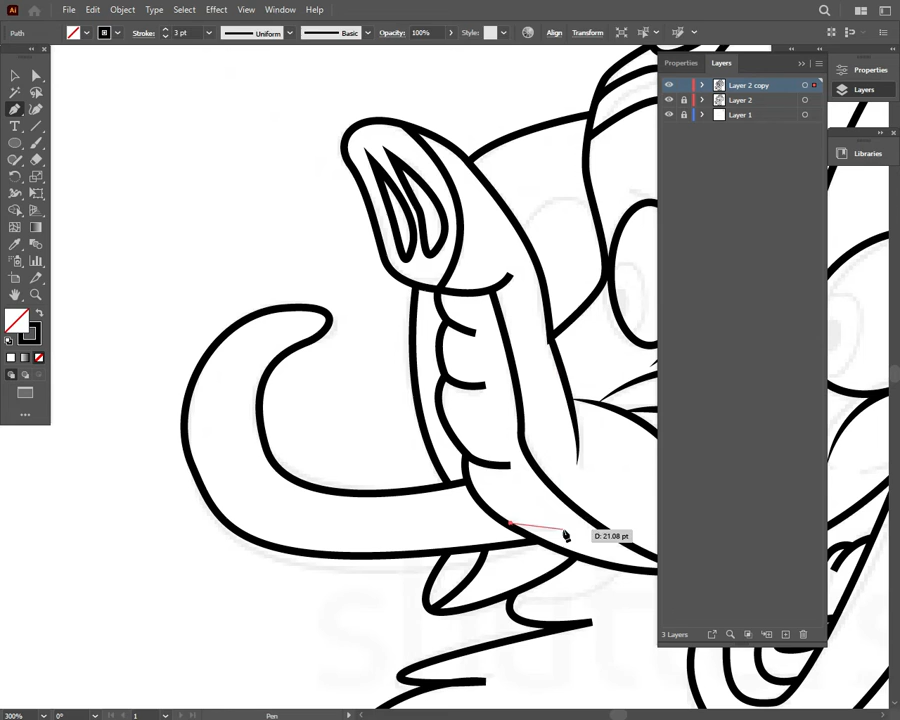 Ai File Edit Object Type Select Effect View Window Help
Path Stroke: 3 pt Uniform Basic Opacity: 100% Style: Align Transform
Properties Layers
Layer 2 copy
Layer 2
Layer 1
Properties
Layers
Libraries
D: 21.08 pt
3 Layers
300% 0° 1 Pen